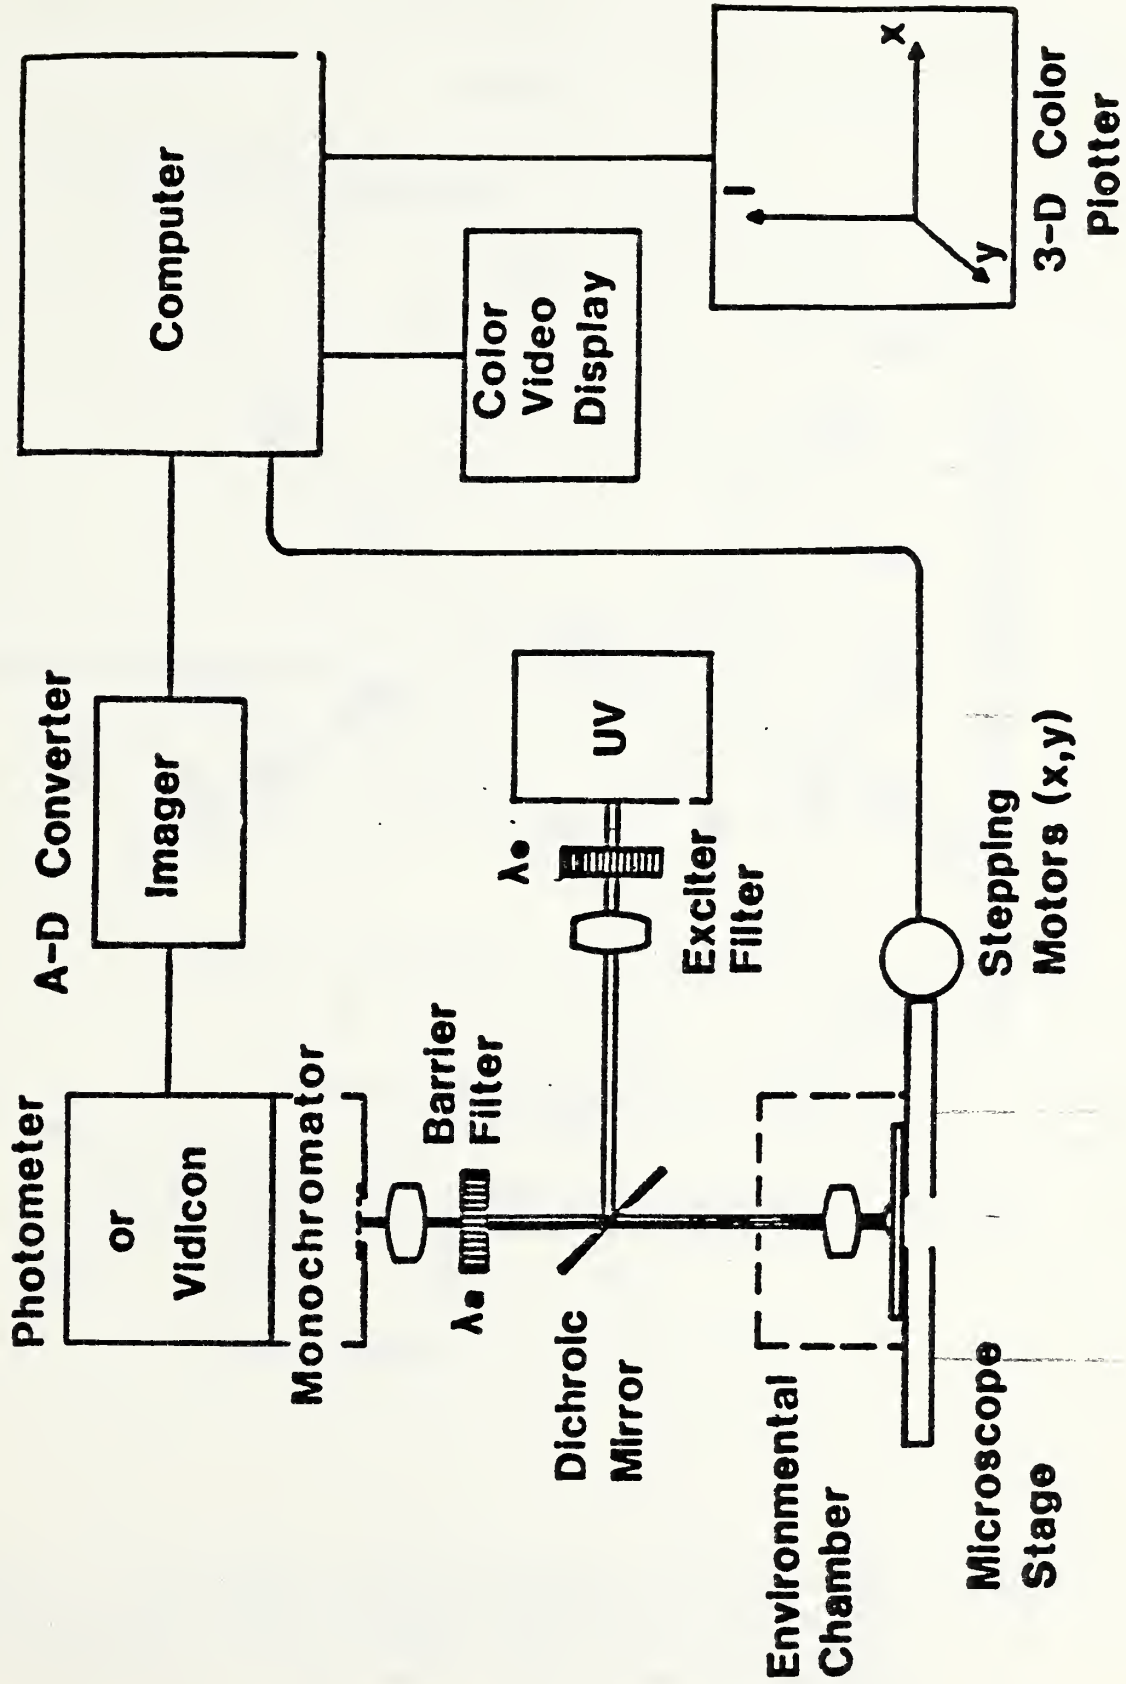 Photometer
or
Vidicon
Monochromator
A-D Converter
Imager
Computer
λe
Barrier
Filter
λe
UV
Exciter
Filter
Color
Video
Display
Dichroic
Mirror
Environmental
Chamber
Microscope
Stage
Stepping
Motors (x,y)
I
x
y
3-D Color
Plotter